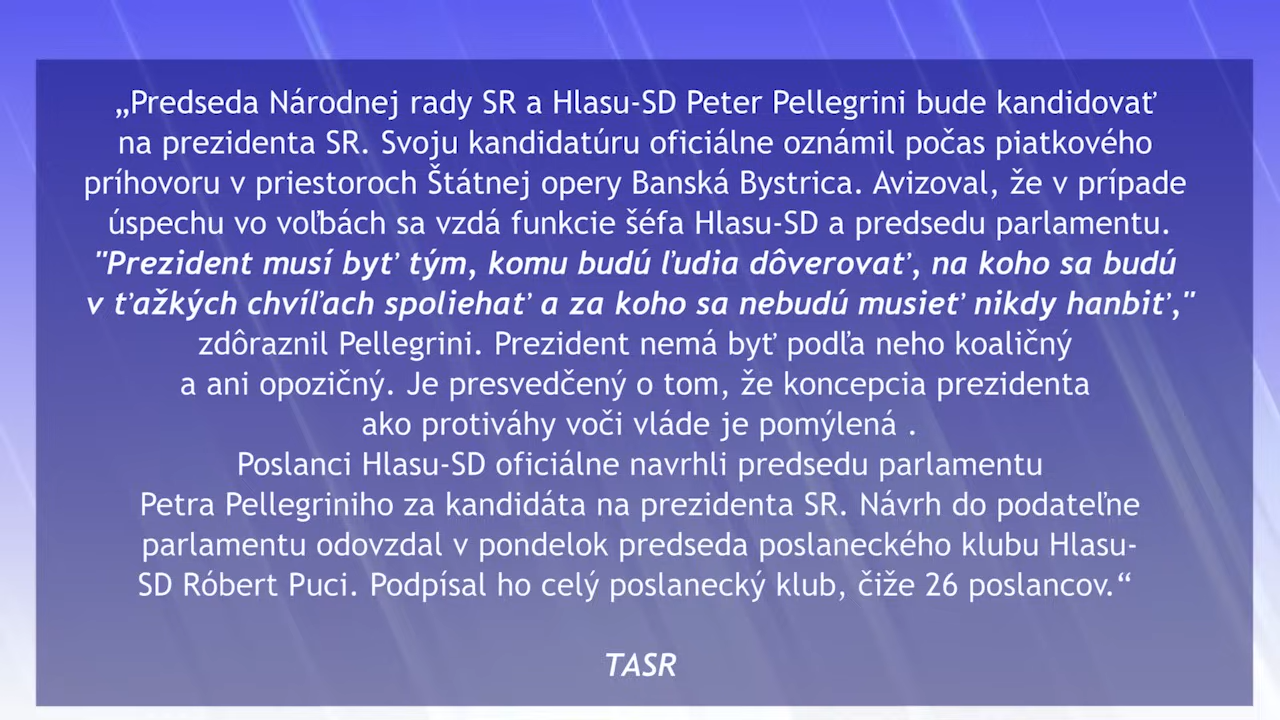 „Predseda Národnej rady SR a Hlasu-SD Peter Pellegrini bude kandidovať
na prezidenta SR. Svoju kandidatúru oficiálne oznámil počas piatkového
príhovoru v priestoroch Štátnej opery Banská Bystrica. Avizoval, že v prípade
úspechu vo voľbách sa vzdá funkcie šéfa Hlasu-SD a predsedu parlamentu.
"Prezident musí byť tým, komu budú ľudia dôverovať, na koho sa budú
v ťažkých chvíľach spoliehať a za koho sa nebudú musieť nikdy hanbiť,"
zdôraznil Pellegrini. Prezident nemá byť podľa neho koaličný
a ani opozičný. Je presvedčený o tom, že koncepcia prezidenta
ako protiváhy voči vláde je pomýlená .
Poslanci Hlasu-SD oficiálne navrhli predsedu parlamentu
Petra Pellegriniho za kandidáta na prezidenta SR. Návrh do podateľne
parlamentu odovzdal v pondelok predseda poslaneckého klubu Hlasu-
SD Róbert Puci. Podpísal ho celý poslanecký klub, čiže 26 poslancov.“
TASR